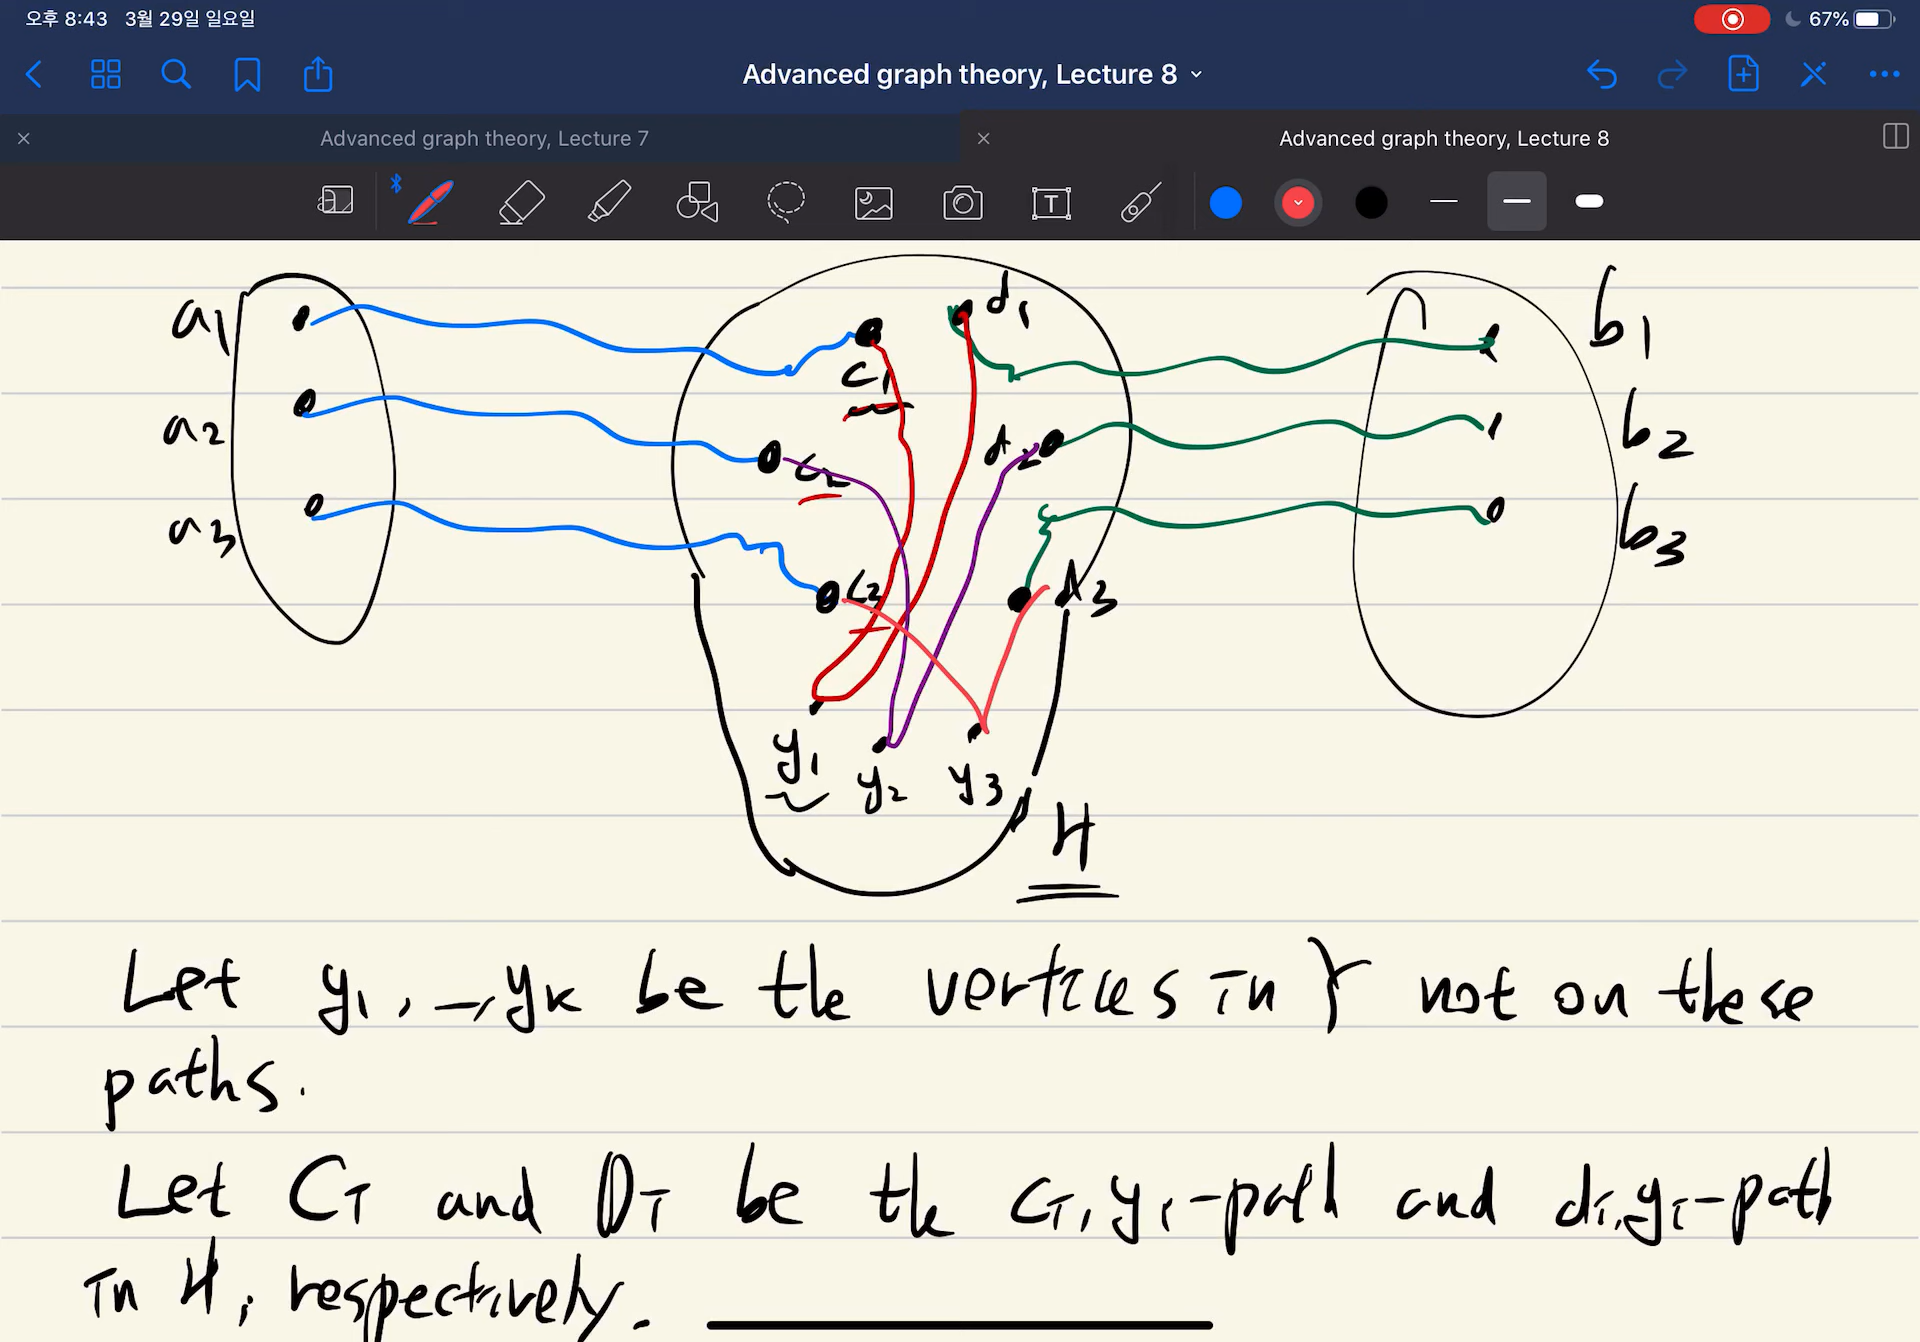 오후 8:43 3월 29일 일요일
67%
Advanced graph theory, Lecture 8
Advanced graph theory, Lecture 7
Advanced graph theory, Lecture 8
T
a1
a2
a3
c1
c2
c3
d1
d2
d3
b1
b2
b3
y1
y2
y3
H
Let y1, –, yk be the vertices in Y not on these
paths.
Let Ci and Di be the ci, yi-path and di, yi-path
in H, respectively.